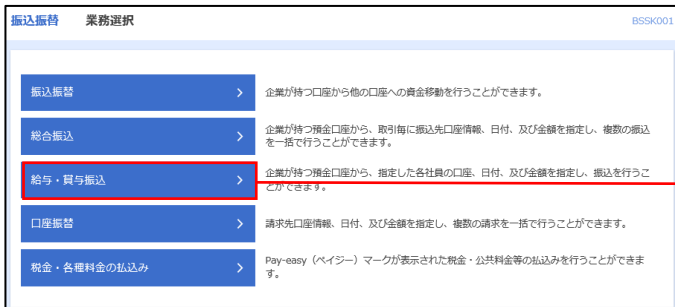 振込振替 業務選択 BSSK001
振込振替 企業が持つ口座から他の口座への資金移動を行うことができます。
総合振込 企業が持つ預金口座から、取引毎に振込先口座情報、日付、及び金額を指定し、複数の振込
を一括で行うことができます。
給与・賞与振込 企業が持つ預金口座から、指定した各社員の口座、日付、及び金額を指定し、振込を行うこ
とができます。
口座振替 請求先口座情報、日付、及び金額を指定し、複数の請求を一括で行うことができます。
税金・各種料金の払込み Pay-easy（ペイジー）マークが表示された税金・公共料金等の払込みを行うことができま
す。